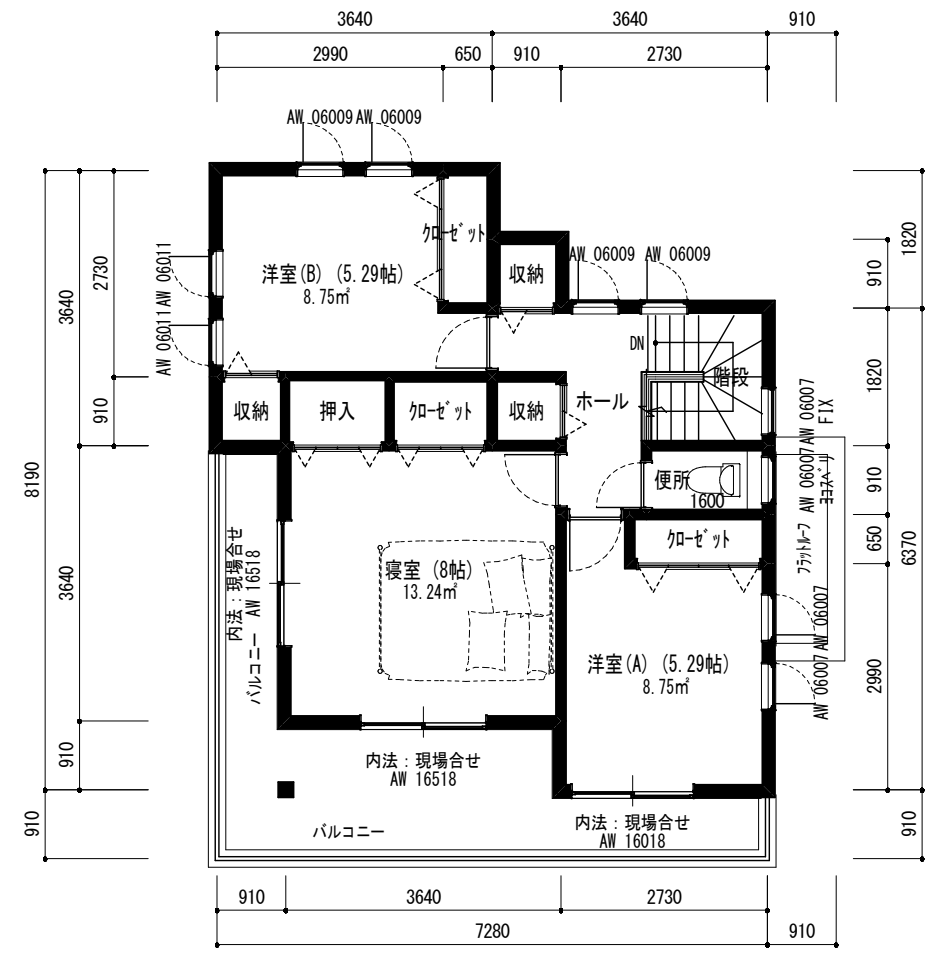 3640
3640
910
2990
650
910
2730
AW 06009
AW 06009
クローゼット
洋室(B) (5.29帖)
8.75㎡
収納
AW 06009
AW 06009
AW 06011
AW 06011
DN
階段
ホール
収納
押入
クローゼット
収納
AW 06007
FIX
便所
1600
AW 06007
ヨコスベリ
フラットルーフ
クローゼット
内法：現場合せ
AW 16518
バルコニー
寝室 (8帖)
13.24㎡
洋室(A) (5.29帖)
8.75㎡
AW 06007
AW 06007
内法：現場合せ
AW 16518
バルコニー
内法：現場合せ
AW 16018
8190
910
3640
3640
910
2730
910
1820
910
1820
910
650
2990
6370
910
910
3640
2730
7280
910